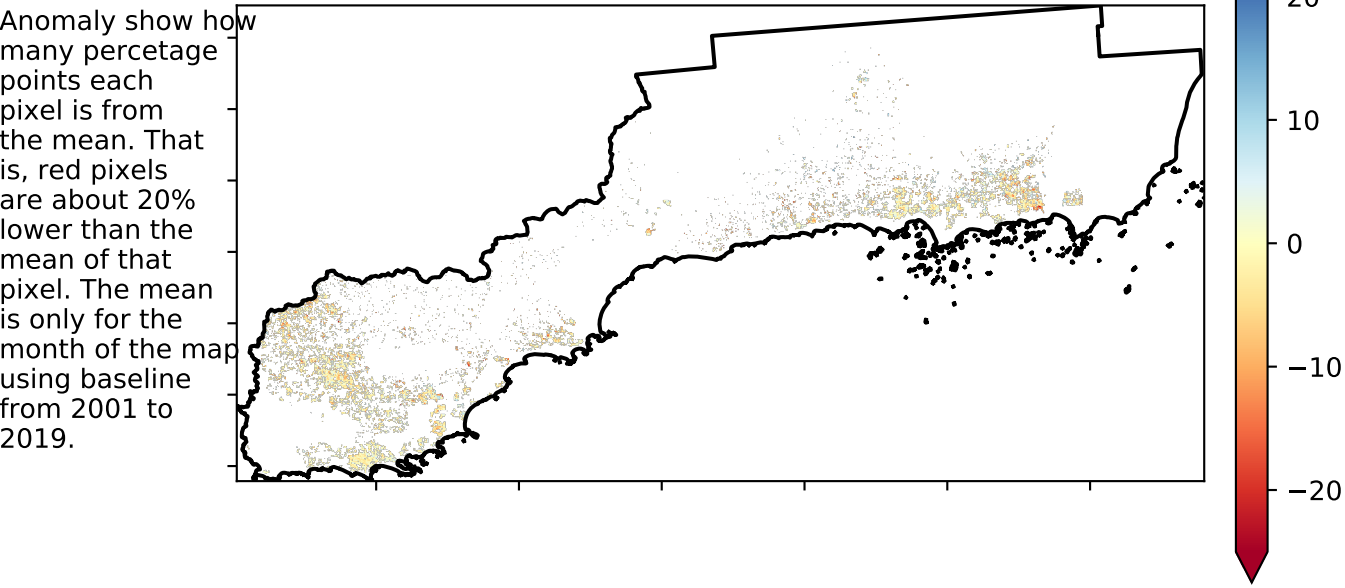 Anomaly show how
many percetage
points each
pixel is from
the mean. That
is, red pixels
are about 20%
lower than the
mean of that
pixel. The mean
is only for the
month of the map
using baseline
from 2001 to
2019.
20
10
0
−10
−20